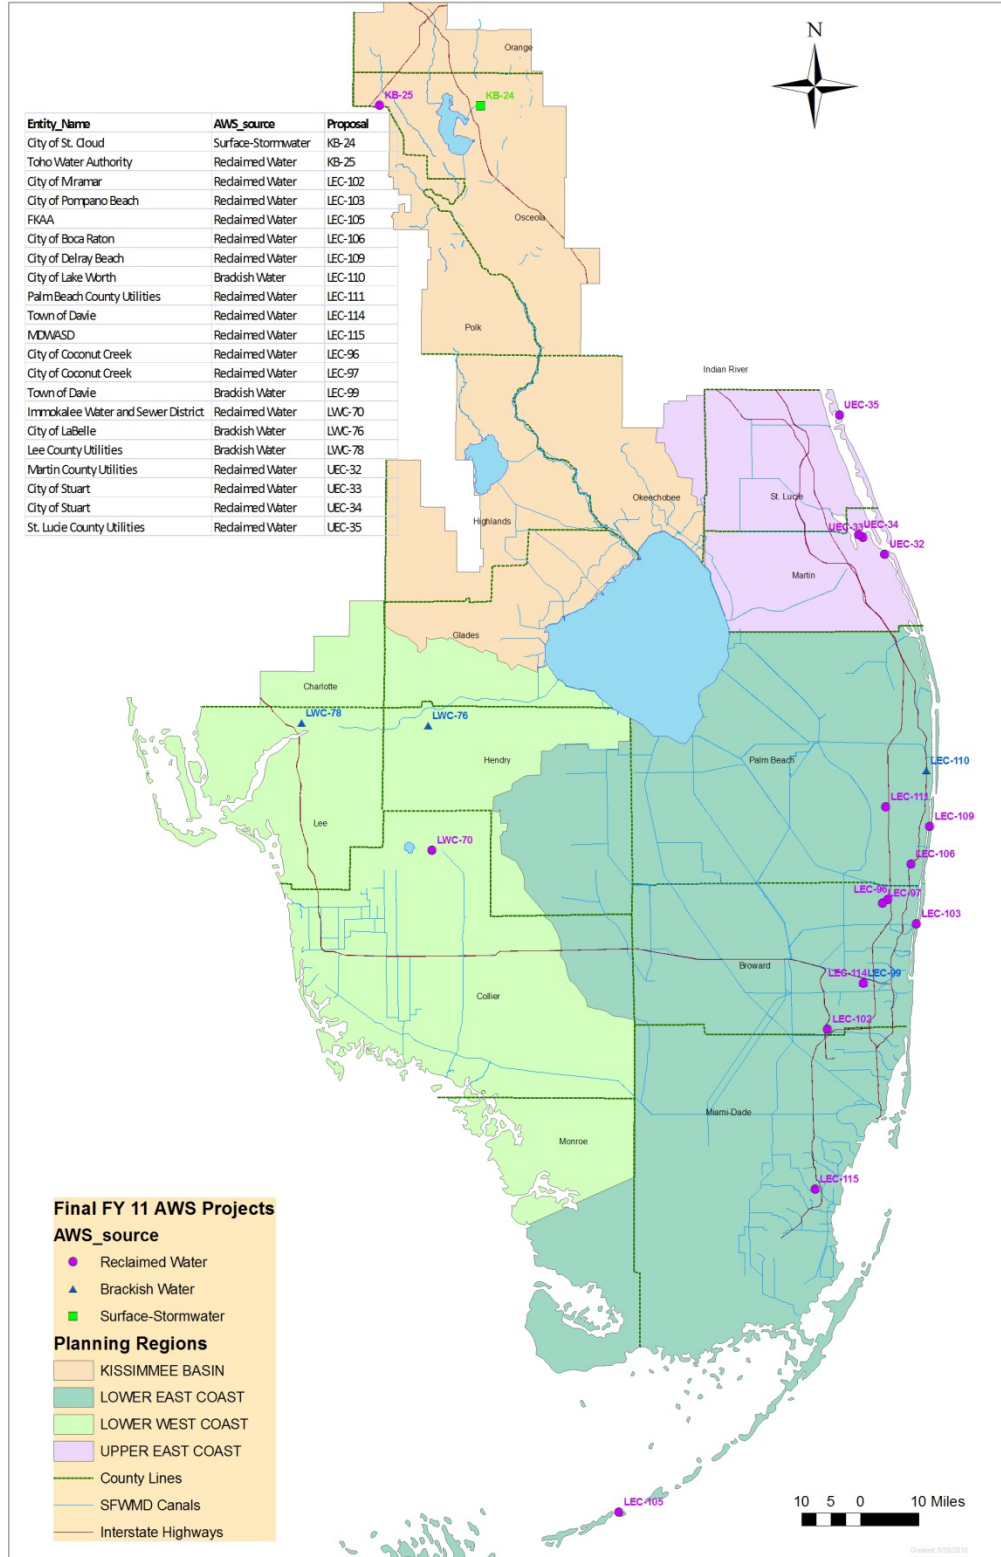 N
Orange
KB-25
KB-24
Entity_Name AWS_source Proposal
City of St. Cloud Surface-Stormwater KB-24
Toho Water Authority Reclaimed Water KB-25
City of Miramar Reclaimed Water LEC-102
City of Pompano Beach Reclaimed Water LEC-103
FKAA Reclaimed Water LEC-105
City of Boca Raton Reclaimed Water LEC-106
City of Delray Beach Reclaimed Water LEC-109
City of Lake Worth Brackish Water LEC-110
Palm Beach County Utilities Reclaimed Water LEC-111
Town of Davie Reclaimed Water LEC-114
MDWASD Reclaimed Water LEC-115
City of Coconut Creek Reclaimed Water LEC-96
City of Coconut Creek Reclaimed Water LEC-97
Town of Davie Brackish Water LEC-99
Immokalee Water and Sewer District Reclaimed Water LWC-70
City of LaBelle Brackish Water LWC-76
Lee County Utilities Brackish Water LWC-78
Martin County Utilities Reclaimed Water UEC-32
City of Stuart Reclaimed Water UEC-33
City of Stuart Reclaimed Water UEC-34
St. Lucie County Utilities Reclaimed Water UEC-35
Osceola
Polk
Indian River
UEC-35
Okeechobee
St. Lucie
Highlands
UEC-33 UEC-34
UEC-32
Martin
Glades
Charlotte
LWC-78
LWC-76
Hendry
Palm Beach
LEC-110
LEC-111
Lee
LEC-109
LWC-70
LEC-106
LEC-96 LEC-97
LEC-103
Broward
LEC-114 LEC-99
Collier
LEC-102
Miami-Dade
Monroe
LEC-115
Final FY 11 AWS Projects
AWS_source
Reclaimed Water
Brackish Water
Surface-Stormwater
Planning Regions
KISSIMMEE BASIN
LOWER EAST COAST
LOWER WEST COAST
UPPER EAST COAST
County Lines
SFWMD Canals
Interstate Highways
LEC-105
10 5 0 10 Miles
Created: 9/26/2010